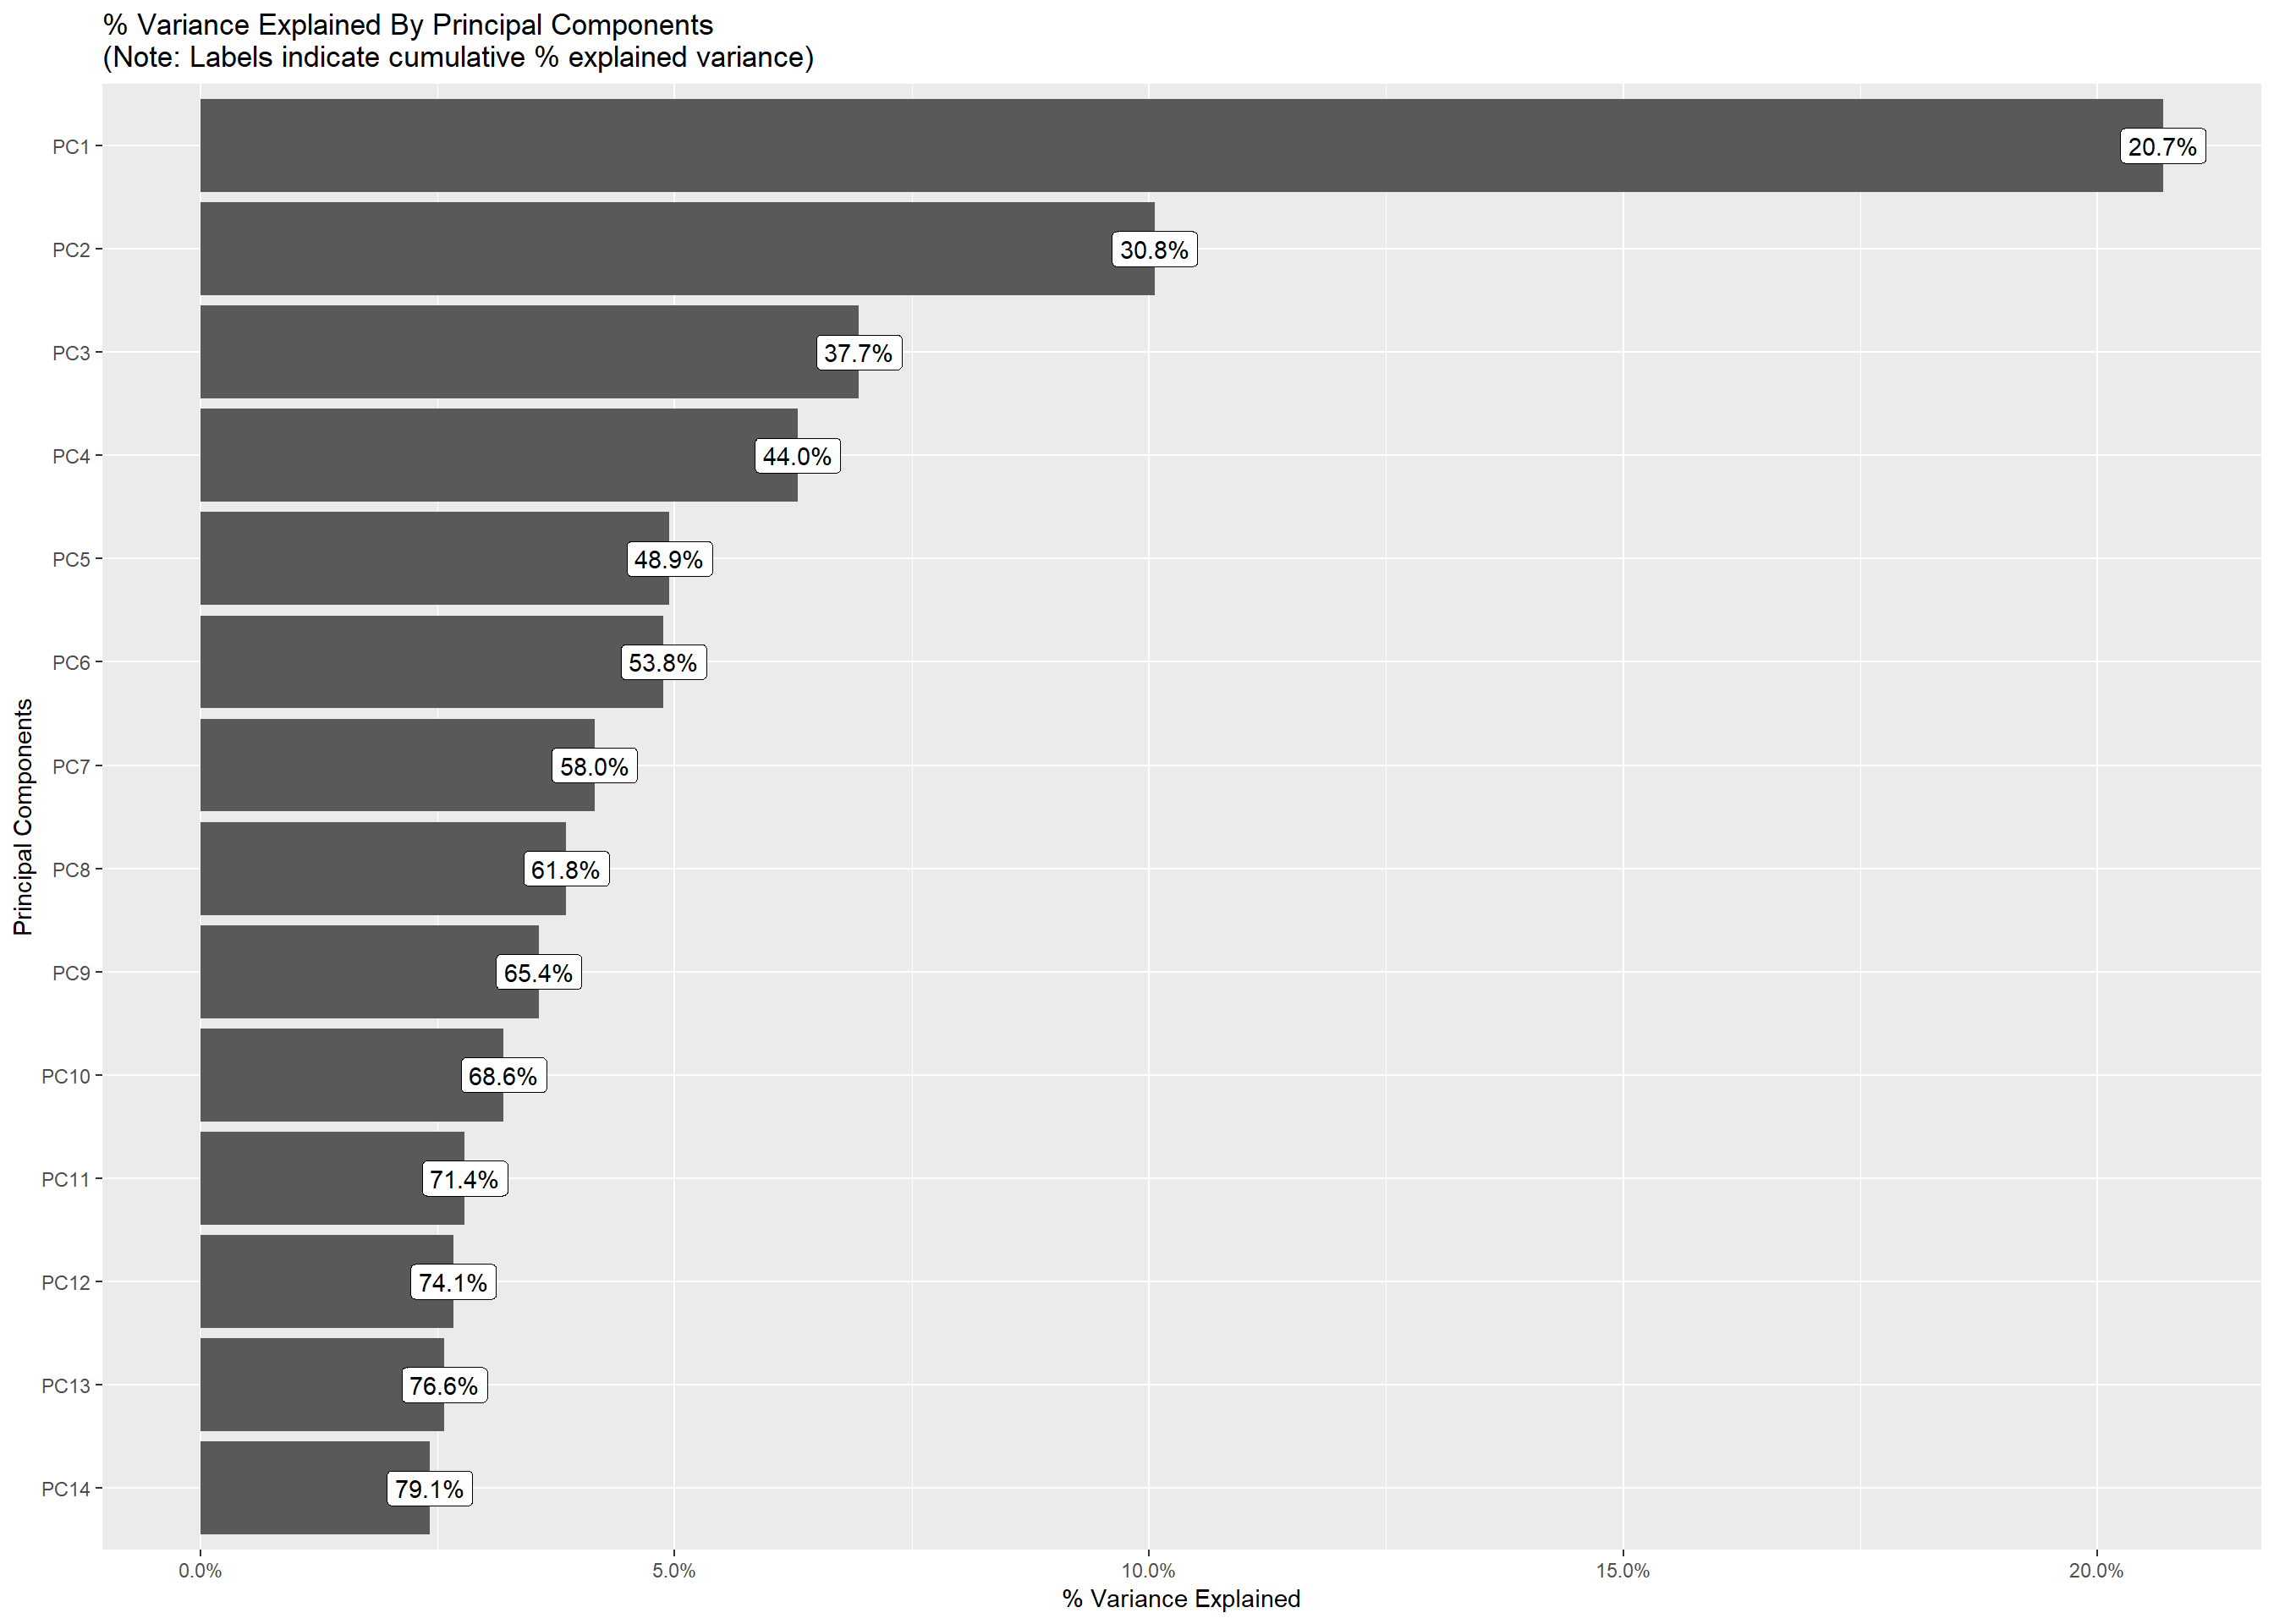 % Variance Explained By Principal Components
(Note: Labels indicate cumulative % explained variance)
Principal Components
PC1
20.7%
PC2
30.8%
PC3
37.7%
PC4
44.0%
PC5
48.9%
PC6
53.8%
PC7
58.0%
PC8
61.8%
PC9
65.4%
PC10
68.6%
PC11
71.4%
PC12
74.1%
PC13
76.6%
PC14
79.1%
0.0%
5.0%
10.0%
15.0%
20.0%
% Variance Explained